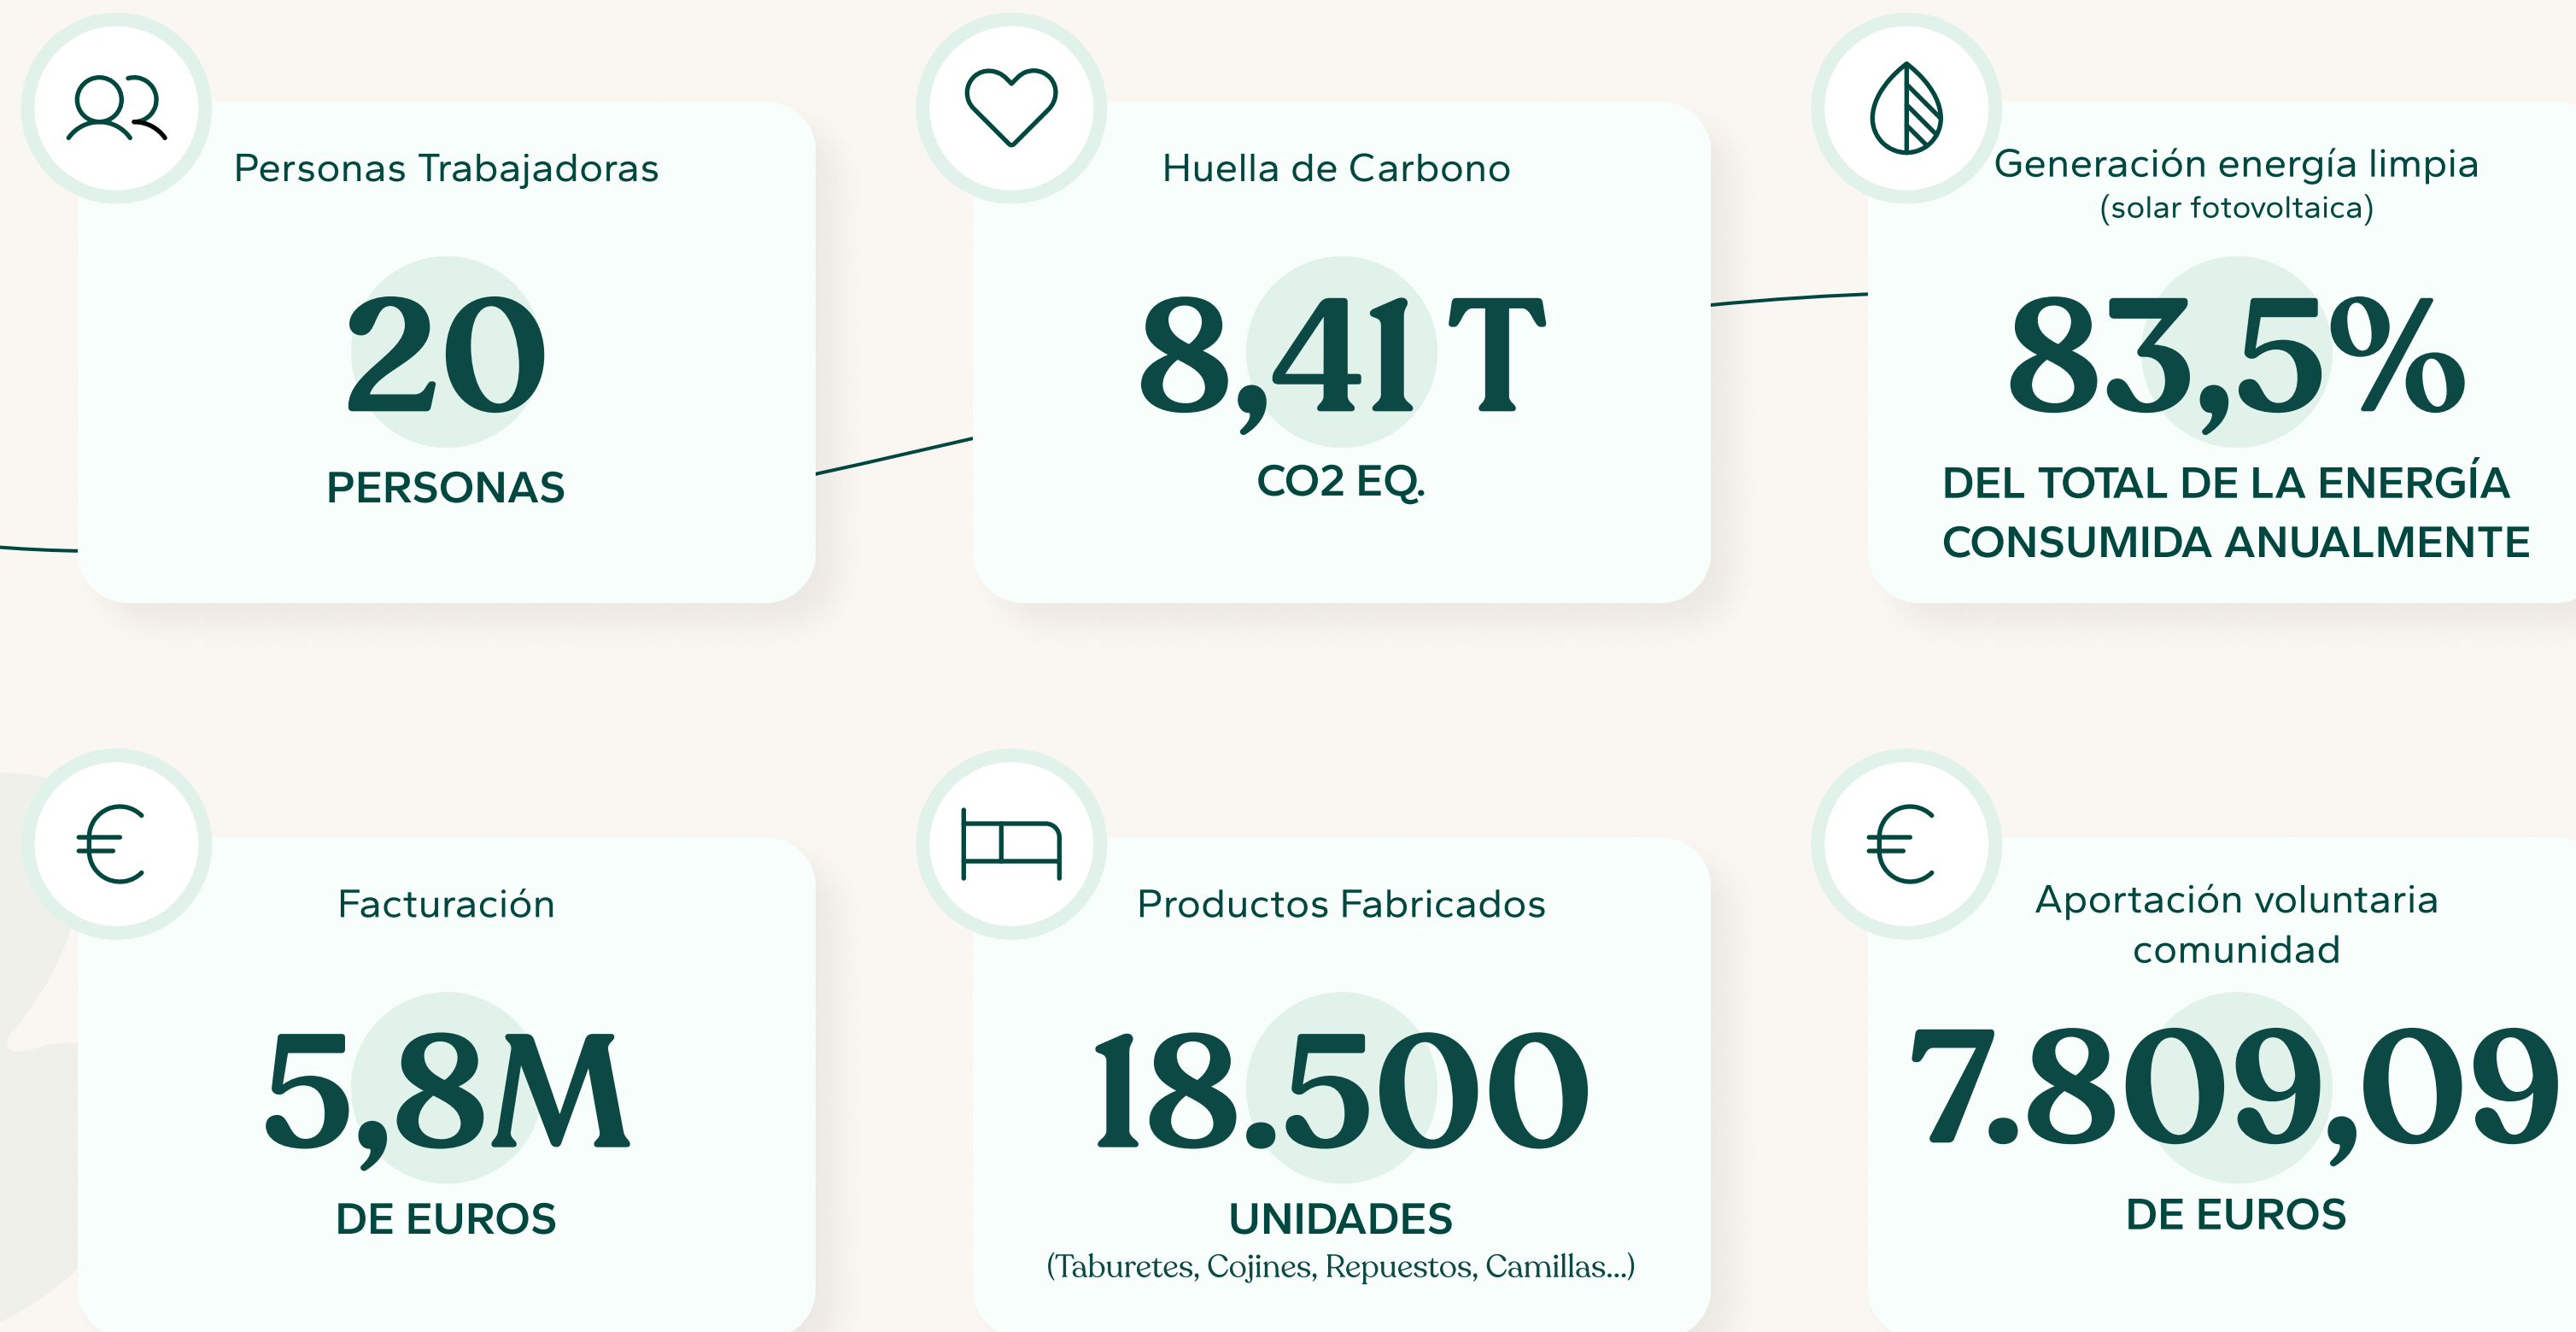 Personas Trabajadoras
20
PERSONAS
Huella de Carbono
8,41 T
CO2 EQ.
Generación energía limpia
(solar fotovoltaica)
83,5%
DEL TOTAL DE LA ENERGÍA
CONSUMIDA ANUALMENTE
Facturación
5,8M
DE EUROS
Productos Fabricados
18.500
UNIDADES
(Taburetes, Cojines, Repuestos, Camillas...)
Aportación voluntaria
comunidad
7.809,09
DE EUROS